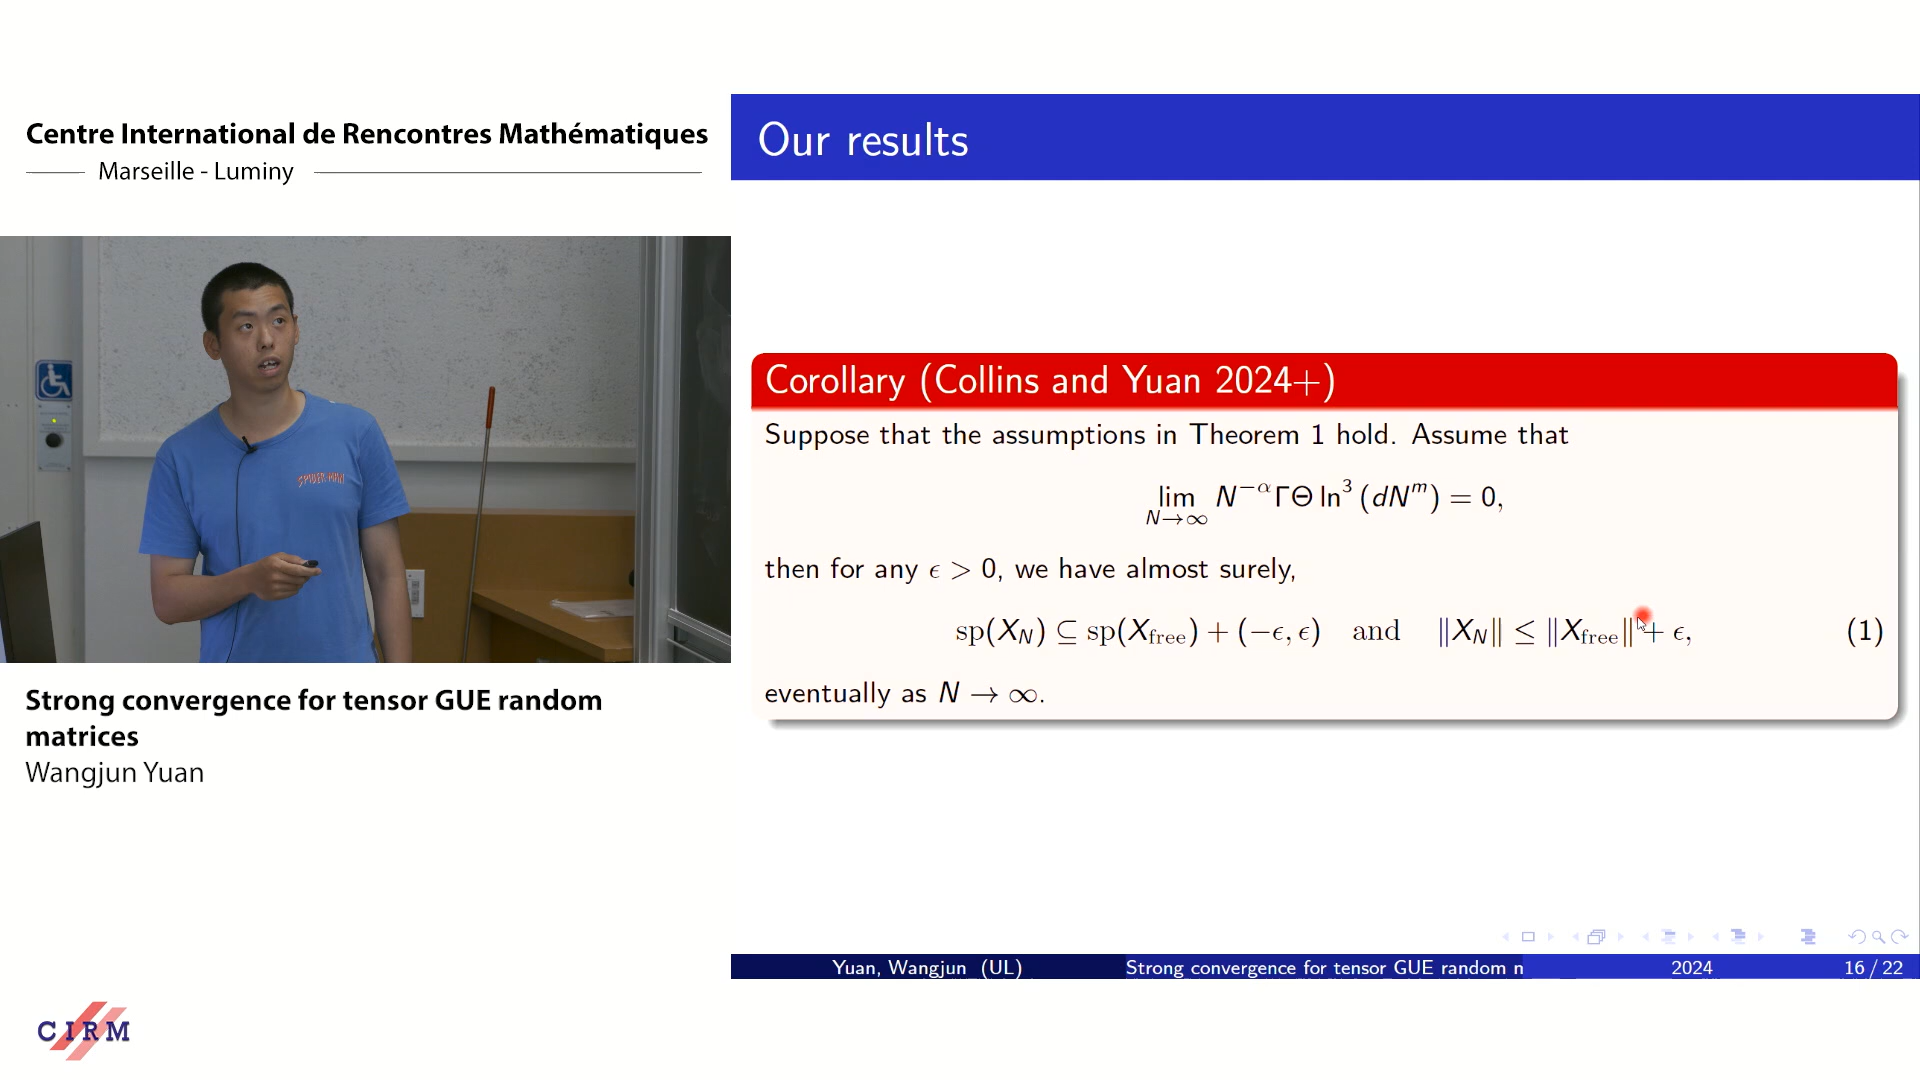 Centre International de Rencontres Mathématiques
Marseille - Luminy
SPIDER-MAN
Strong convergence for tensor GUE random
matrices
Wangjun Yuan
CIRM
Our results
Corollary (Collins and Yuan 2024+)
Suppose that the assumptions in Theorem 1 hold. Assume that
lim N→∞ N^{−α}ΓΘ ln³ (dN^m) = 0,
then for any ϵ > 0, we have almost surely,
sp(X_N) ⊆ sp(X_free) + (−ϵ, ϵ) and ‖X_N‖ ≤ ‖X_free‖ + ϵ, (1)
eventually as N → ∞.
Yuan, Wangjun (UL) Strong convergence for tensor GUE random m 2024 16 / 22